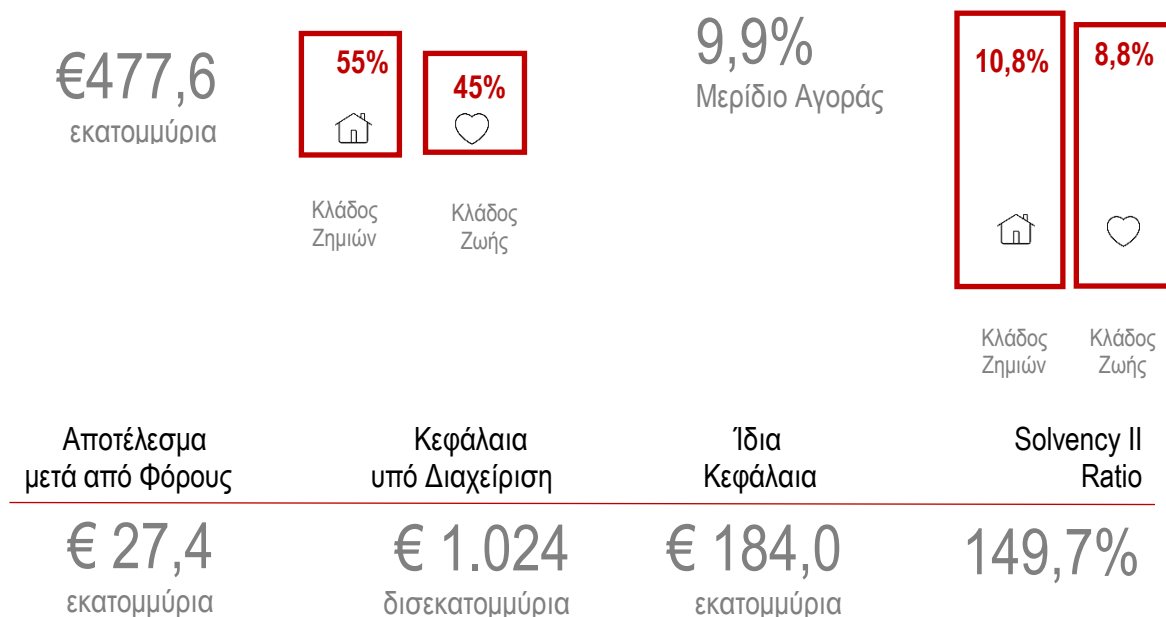 €477,6
εκατομμύρια
55%
45%
Κλάδος
Ζημιών
Κλάδος
Ζωής
9,9%
Μερίδιο Αγοράς
10,8%
8,8%
Κλάδος
Ζημιών
Κλάδος
Ζωής
Αποτέλεσμα
μετά από Φόρους
Κεφάλαια
υπό Διαχείριση
Ίδια
Κεφάλαια
Solvency II
Ratio
€ 27,4
εκατομμύρια
€ 1.024
δισεκατομμύρια
€ 184,0
εκατομμύρια
149,7%